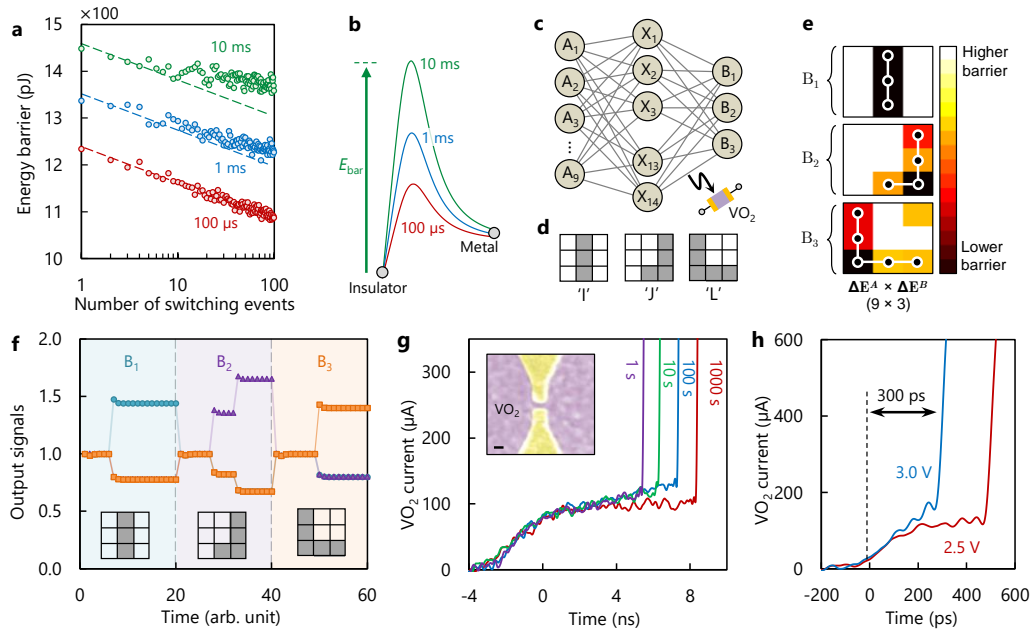 a
×100
15
14
13
12
11
10
Energy barrier (pJ)
10 ms
1 ms
100 µs
1
10
100
Number of switching events
b
10 ms
1 ms
100 µs
E_bar
Metal
Insulator
c
A₁
A₂
A₃
...
A₉
X₁
X₂
X₃
X₁₃
X₁₄
B₁
B₂
B₃
VO₂
d
'I'
'J'
'L'
e
B₁
B₂
B₃
Higher
barrier
Lower
barrier
ΔEᴬ × ΔEᴮ
(9 × 3)
f
2.0
1.5
1.0
0.5
0.0
Output signals
B₁
B₂
B₃
0
20
40
60
Time (arb. unit)
g
300
200
100
0
VO₂ current (µA)
VO₂
1 s
10 s
100 s
1000 s
-4
0
4
8
Time (ns)
h
600
400
200
0
VO₂ current (µA)
300 ps
3.0 V
2.5 V
-200
0
200
400
600
Time (ps)